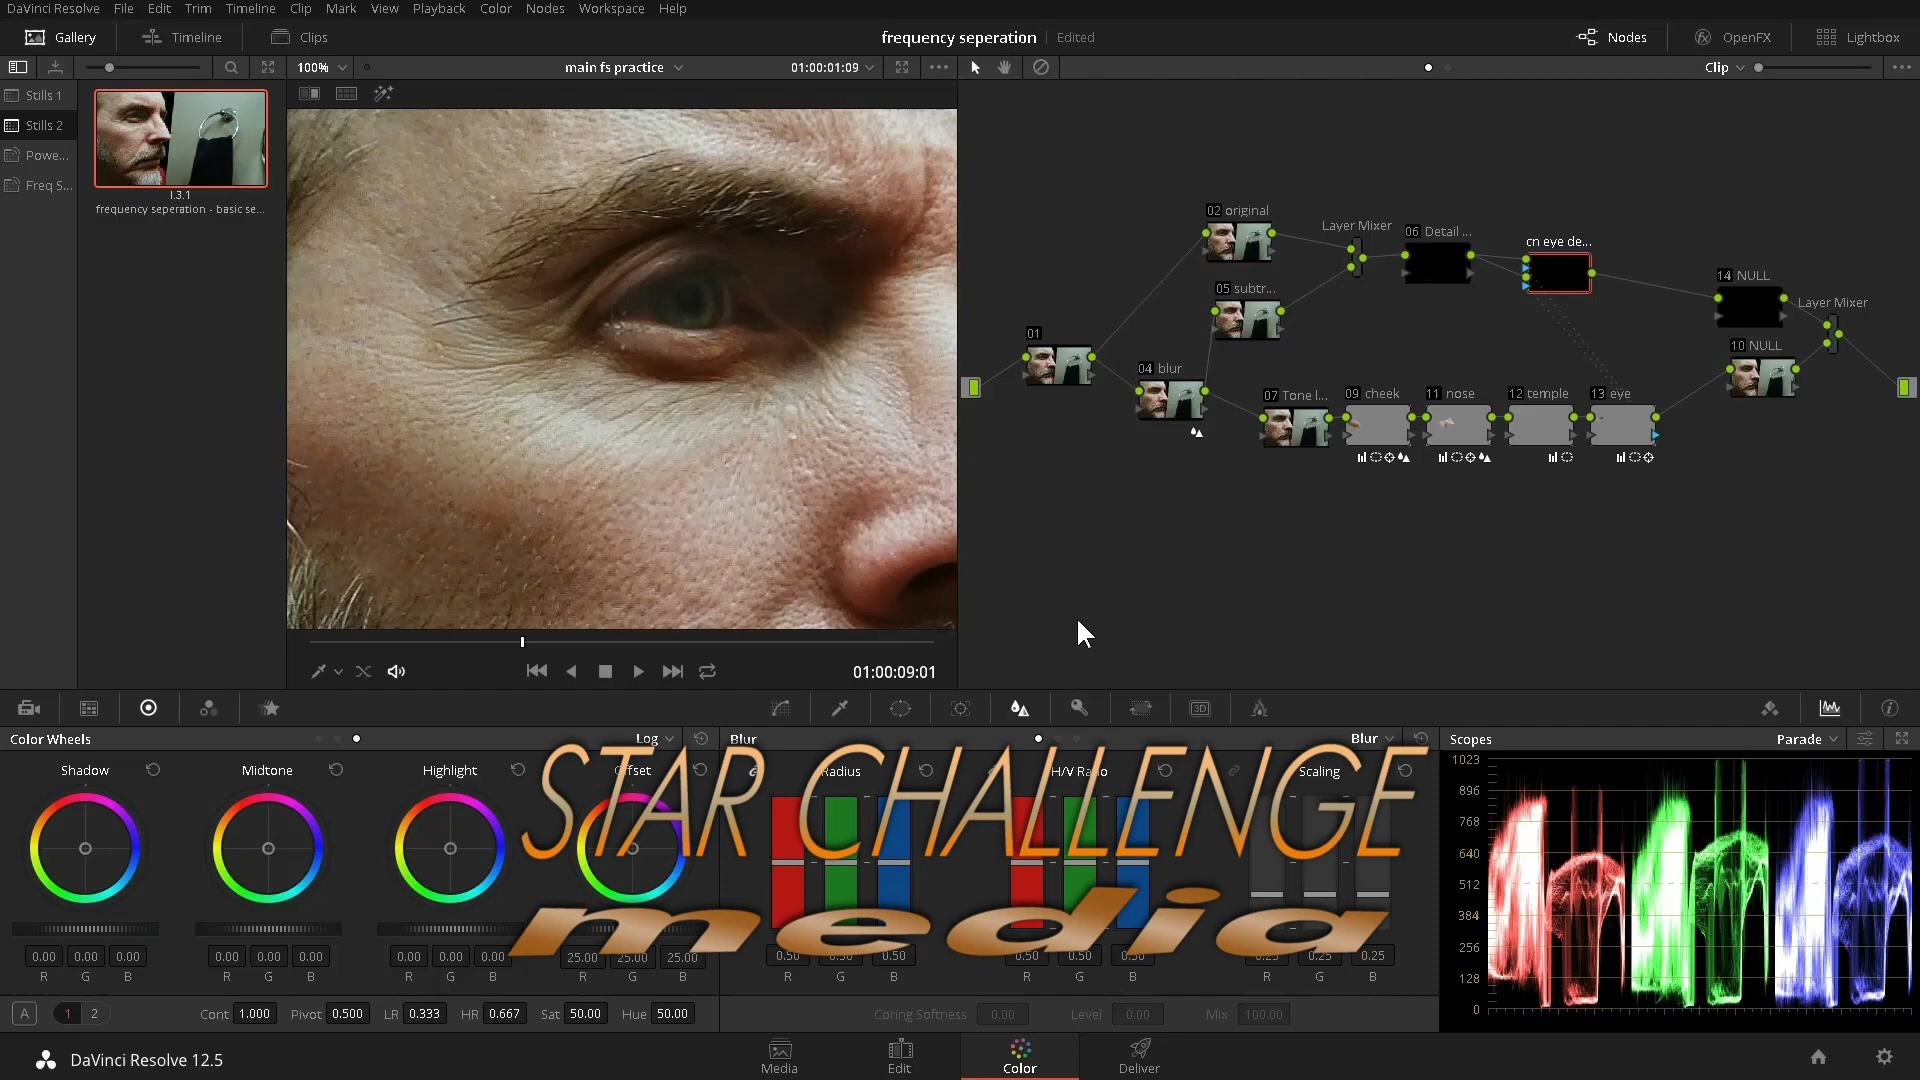 DaVinci Resolve File Edit Trim Timeline Clip Mark View Playback Color Nodes Workspace Help
Gallery Timeline Clips frequency seperation Edited Nodes OpenFX Lightbox
100% main fs practice 01:00:01:09 Clip
Stills 1
Stills 2
Powe...
Freq S...
1.3.1
frequency seperation - basic se...
02 original
Layer Mixer
06 Detail ...
cn eye de...
05 subtr...
14 NULL
Layer Mixer
01
10 NULL
04 blur
07 Tone l...
09 cheek
11 nose
12 temple
13 eye
01:00:09:01
3D
Color Wheels Log Blur Blur Scopes Parade
Shadow Midtone Highlight Offset Radius H/V Ratio Scaling
STAR CHALLENGE
media
1023
896
768
640
512
384
256
128
0
0.00 0.00 0.00 0.00 0.00 0.00 0.00 0.00 0.00 25.00 25.00 25.00 0.50 0.50 0.50 0.50 0.50 0.50 0.25 0.25 0.25
R G B R G B R G B R G B R G B R G B R G B
A 1 2 Cont 1.000 Pivot 0.500 LR 0.333 HR 0.667 Sat 50.00 Hue 50.00 Coring Softness 0.00 Level 0.00 Mix 100.00
DaVinci Resolve 12.5 Media Edit Color Deliver